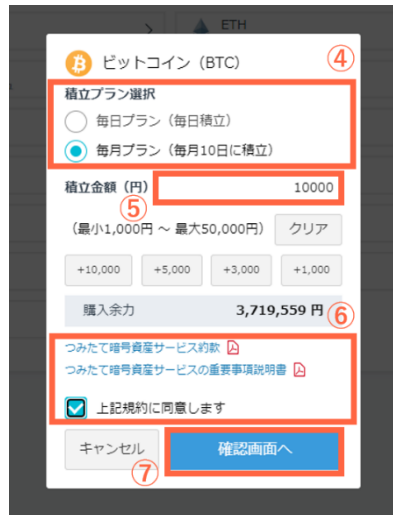 ETH
ビットコイン（BTC）
④
積立プラン選択
毎日プラン（毎日積立）
毎月プラン（毎月10日に積立）
積立金額（円）
10000
⑤
（最小1,000円 ～ 最大50,000円）
クリア
+10,000
+5,000
+3,000
+1,000
購入余力
3,719,559 円
⑥
つみたて暗号資産サービス約款
つみたて暗号資産サービスの重要事項説明書
上記規約に同意します
キャンセル
確認画面へ
⑦